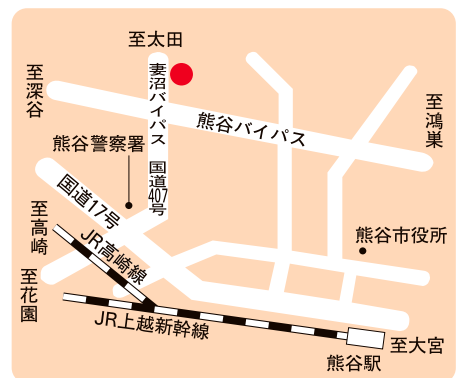 至太田
至深谷
妻沼バイパス 国道407号
熊谷バイパス
至鴻巣
熊谷警察署
国道17号
至高崎
JR高崎線
熊谷市役所
至花園
JR上越新幹線
至大宮
熊谷駅